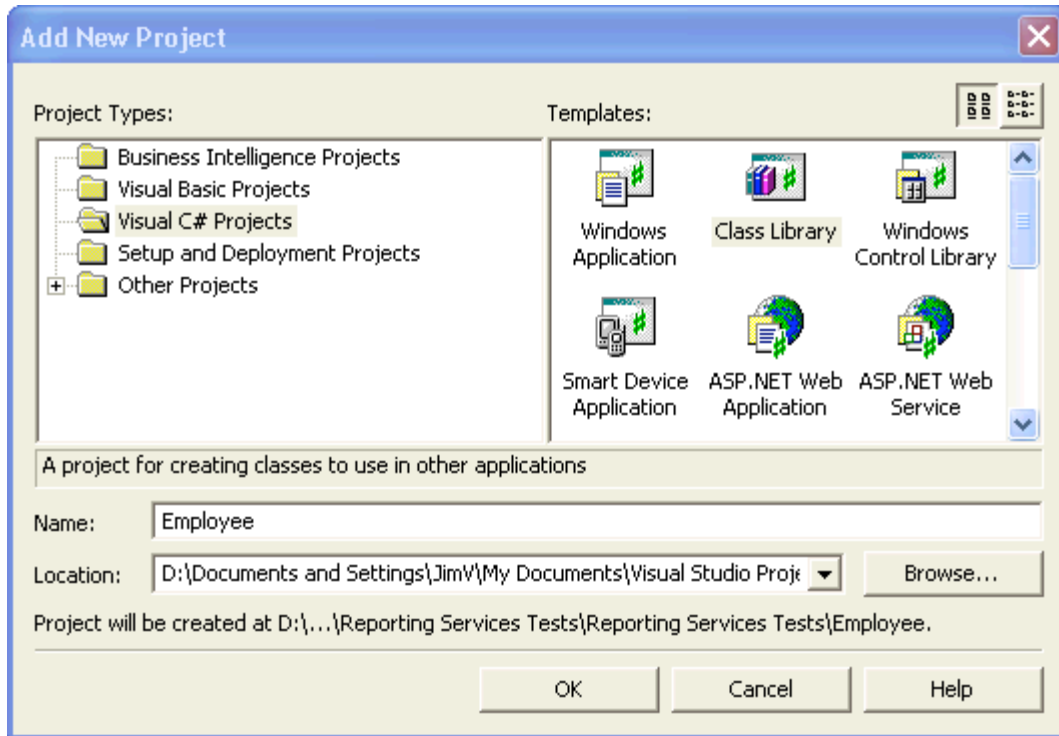 Add New Project
Project Types:
Templates:
Business Intelligence Projects
Visual Basic Projects
Visual C# Projects
Setup and Deployment Projects
Other Projects
Windows
Application
Class Library
Windows
Control Library
Smart Device
Application
ASP.NET Web
Application
ASP.NET Web
Service
A project for creating classes to use in other applications
Name:
Employee
Location:
D:\Documents and Settings\JimV\My Documents\Visual Studio Proje
Browse...
Project will be created at D:\...\Reporting Services Tests\Reporting Services Tests\Employee.
OK
Cancel
Help